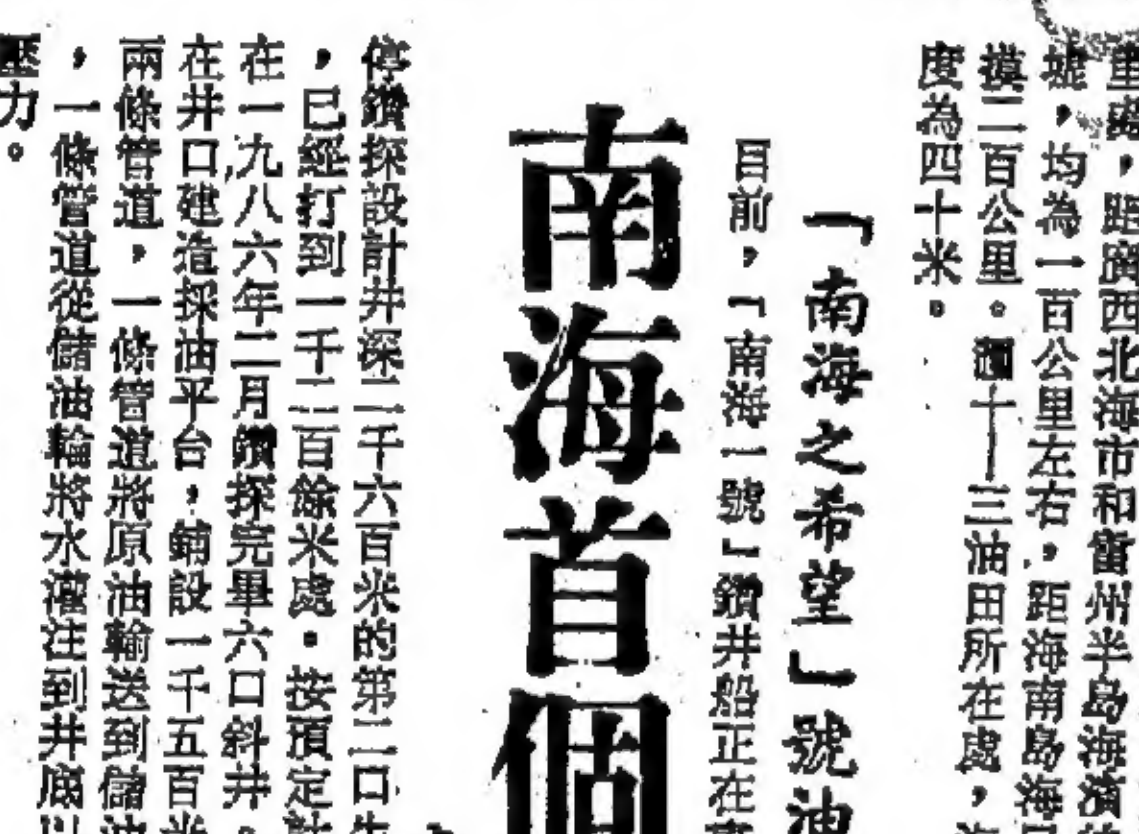 重處，距廣西北海市和雷州半島海濱
墟，均為一百公里左右，距海南島海
摸二百公里。潿十—三油田所在處，
度為四十米。
「南海之希望」號油
目前，「南海一號」鑽井船正在
南海首個
停鑽探設計井深二千六百米的第二口
，已經打到一千二百餘米處。按預定計
在一九八六年二月鑽探完畢六口斜井。
在井口建造採油平台，鋪設一千五百米
兩條管道，一條管道將原油輸送到儲油
，一條管道從儲油輪將水灌注到井底以
壓力。